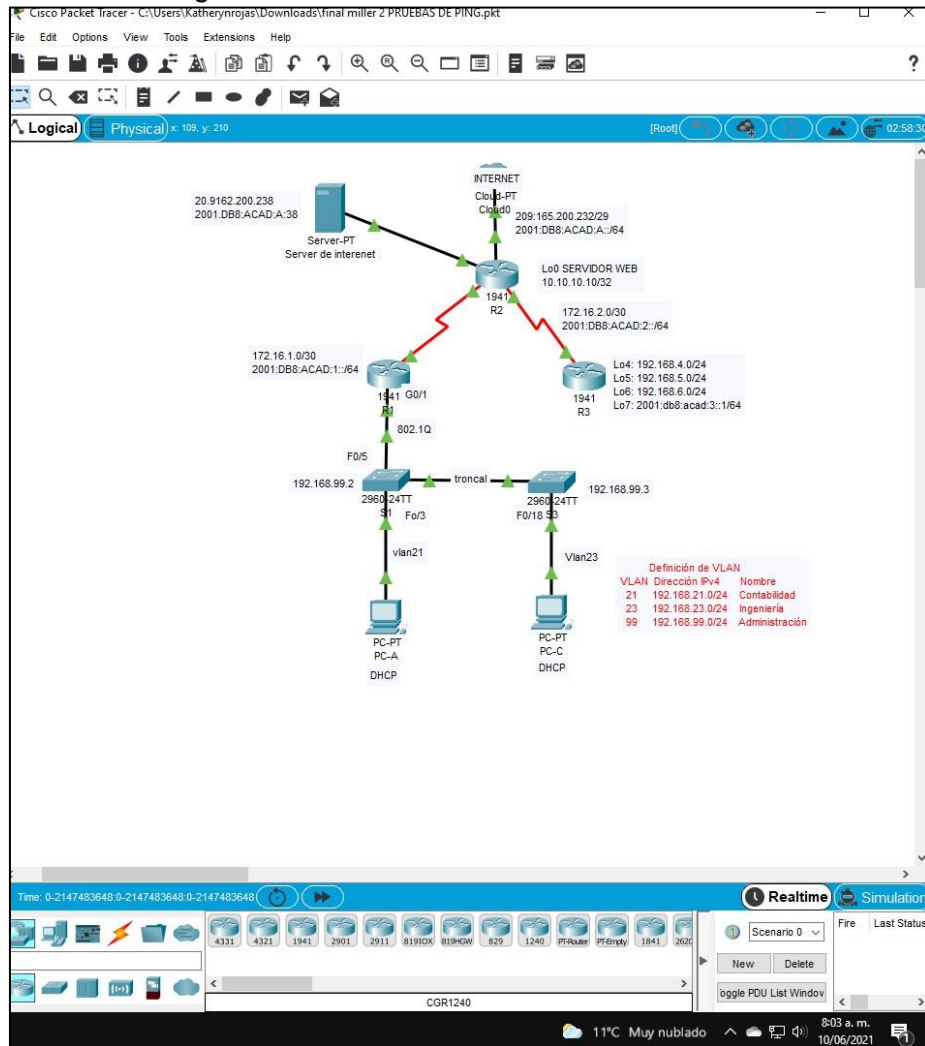 Cisco Packet Tracer - C:\Users\Katherynrojas\Downloads\final miller 2 PRUEBAS DE PING.pkt
File Edit Options View Tools Extensions Help
Logical Physical x: 109, y: 210 [Root] 02:58:30
INTERNET
Cloud-PT
Cloud0
20.9162.200.238
2001.DB8:ACAD:A:38
209:165.200.232/29
2001:DB8:ACAD:A::/64
Server-PT
Server de interenet
Lo0 SERVIDOR WEB
10.10.10.10/32
1941
R2
172.16.2.0/30
2001:DB8:ACAD:2::/64
172.16.1.0/30
2001:DB8:ACAD:1::/64
Lo4: 192.168.4.0/24
Lo5: 192.168.5.0/24
Lo6: 192.168.6.0/24
Lo7: 2001:db8:acad:3::1/64
1941 G0/1
R1
1941
R3
802.1Q
F0/5
192.168.99.2
troncal
192.168.99.3
2960-24TT
S1
Fo/3
2960-24TT
F0/18 S3
vlan21
Vlan23
Definición de VLAN
VLAN Dirección IPv4 Nombre
21 192.168.21.0/24 Contabilidad
23 192.168.23.0/24 Ingeniería
99 192.168.99.0/24 Administración
PC-PT
PC-A
DHCP
PC-PT
PC-C
DHCP
Time: 0-2147483648:0-2147483648:0-2147483648 Realtime Simulation
4331 4321 1941 2901 2911 819IOX 819HGW 829 1240 PT-Router PT-Empty 1841 262
Scenario 0
Fire Last Status
New Delete
Toggle PDU List Window
CGR1240
11°C Muy nublado
8:03 a. m.
10/06/2021